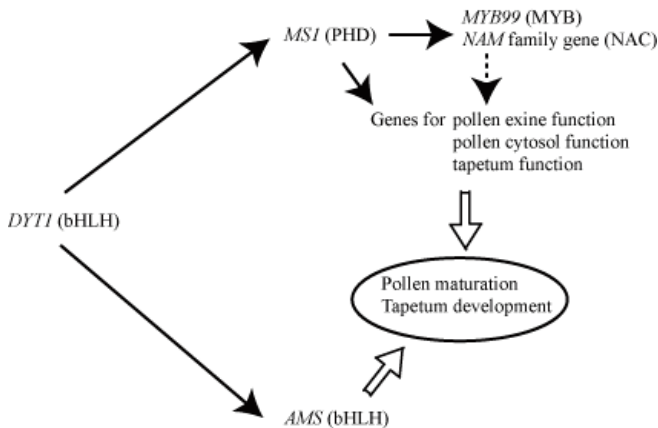 MYB99 (MYB)
MS1 (PHD)
NAM family gene (NAC)
Genes for pollen exine function
pollen cytosol function
tapetum function
DYT1 (bHLH)
Pollen maturation
Tapetum development
AMS (bHLH)